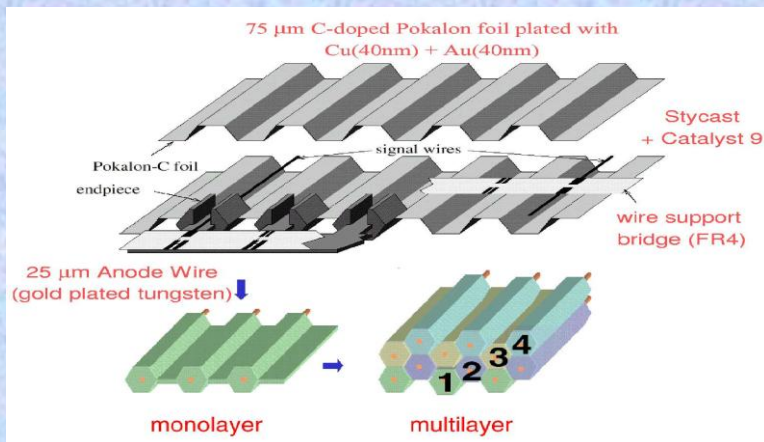 75 μm C-doped Pokalon foil plated with
Cu(40nm) + Au(40nm)
Stycast
+ Catalyst 9
Pokalon-C foil
signal wires
endpiece
wire support
bridge (FR4)
25 μm Anode Wire
(gold plated tungsten)
1 2 3 4
monolayer
multilayer